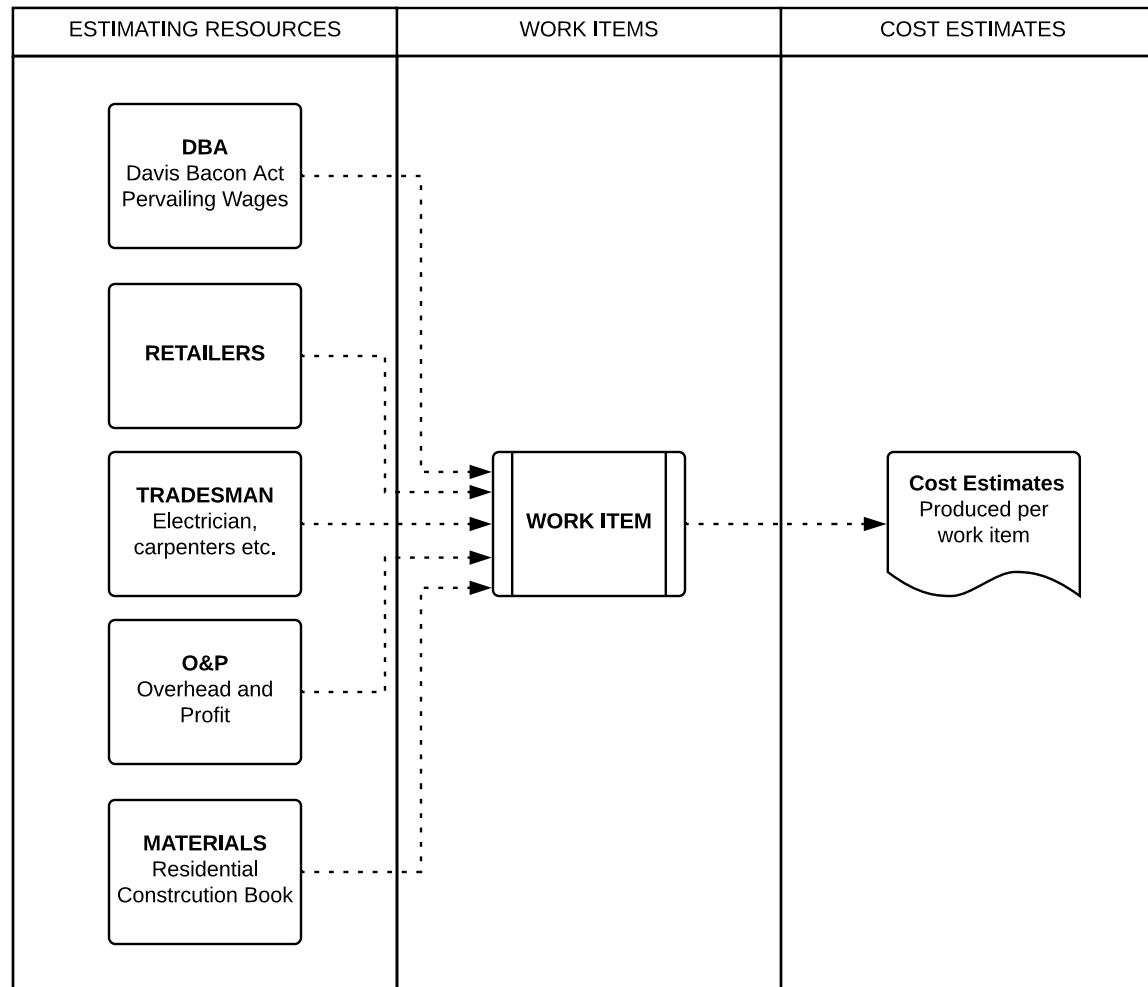 ESTIMATING RESOURCES
WORK ITEMS
COST ESTIMATES
DBA
Davis Bacon Act
Pervailing Wages
RETAILERS
TRADESMAN
Electrician,
carpenters etc.
O&P
Overhead and
Profit
MATERIALS
Residential
Constrcution Book
WORK ITEM
Cost Estimates
Produced per
work item